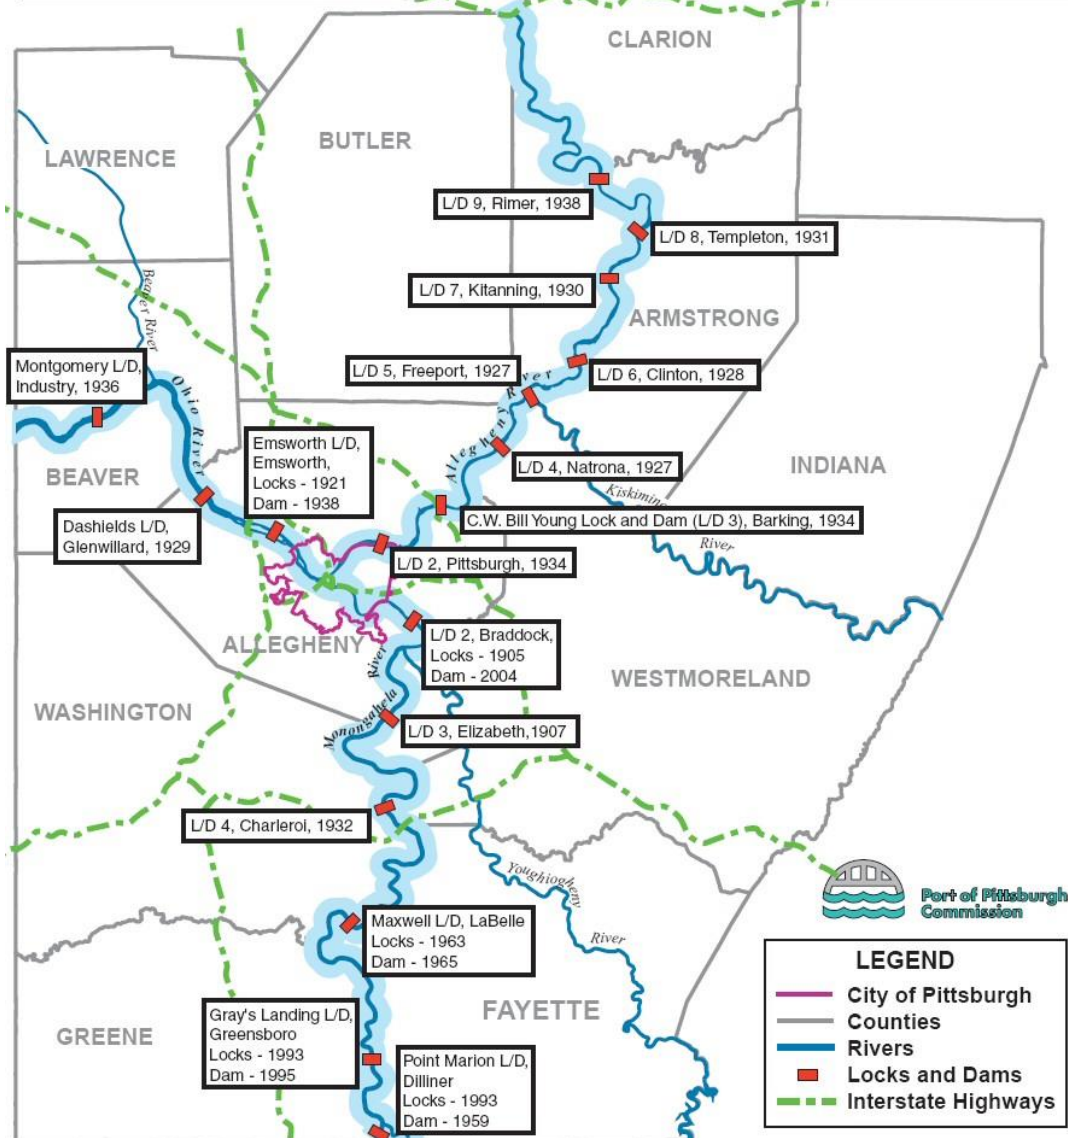 CLARION
BUTLER
LAWRENCE
L/D 9, Rimer, 1938
L/D 8, Templeton, 1931
Beaver River
L/D 7, Kitanning, 1930
ARMSTRONG
Montgomery L/D,
Industry, 1936
L/D 5, Freeport, 1927
L/D 6, Clinton, 1928
Ohio River
Allegheny River
Emsworth L/D,
Emsworth,
Locks - 1921
Dam - 1938
BEAVER
L/D 4, Natrona, 1927
INDIANA
Kiskimine
River
C.W. Bill Young Lock and Dam (L/D 3), Barking, 1934
Dashields L/D,
Glenwillard, 1929
L/D 2, Pittsburgh, 1934
ALLEGHENY
L/D 2, Braddock,
Locks - 1905
Dam - 2004
WESTMORELAND
WASHINGTON
Monongahela River
L/D 3, Elizabeth,1907
L/D 4, Charleroi, 1932
Youghiogheny
River
Port of Pittsburgh
Commission
Maxwell L/D, LaBelle
Locks - 1963
Dam - 1965
LEGEND
City of Pittsburgh
Counties
Rivers
Locks and Dams
Interstate Highways
Gray's Landing L/D,
Greensboro
Locks - 1993
Dam - 1995
FAYETTE
GREENE
Point Marion L/D,
Dilliner
Locks - 1993
Dam - 1959